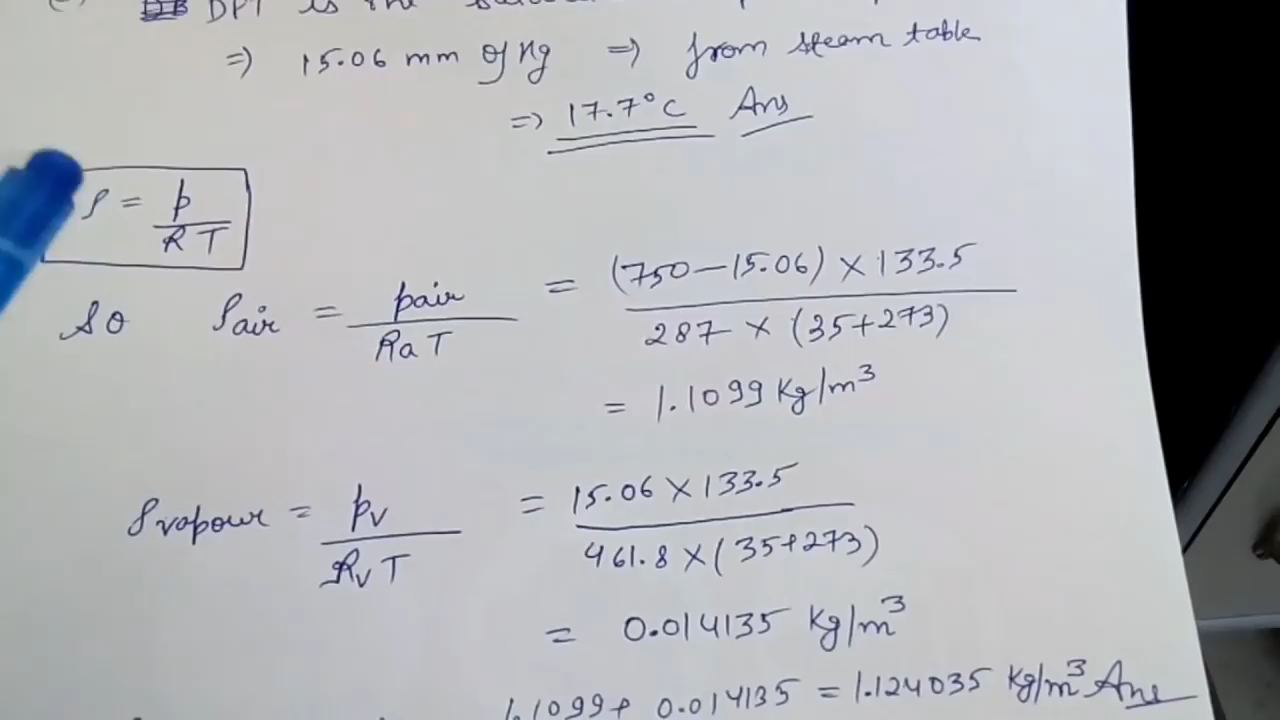 DPT is the
⇒ 15.06 mm of Hg ⇒ from steam table
⇒ 17.7°C Ans
ρ = p / RT
So ρair = pair / RaT = (750-15.06) × 133.5 / 287 × (35+273)
= 1.1099 Kg/m³
ρvapour = pv / RvT = 15.06 × 133.5 / 461.8 × (35+273)
= 0.014135 Kg/m³
1.1099+ 0.014135 = 1.124035 Kg/m³ Ans